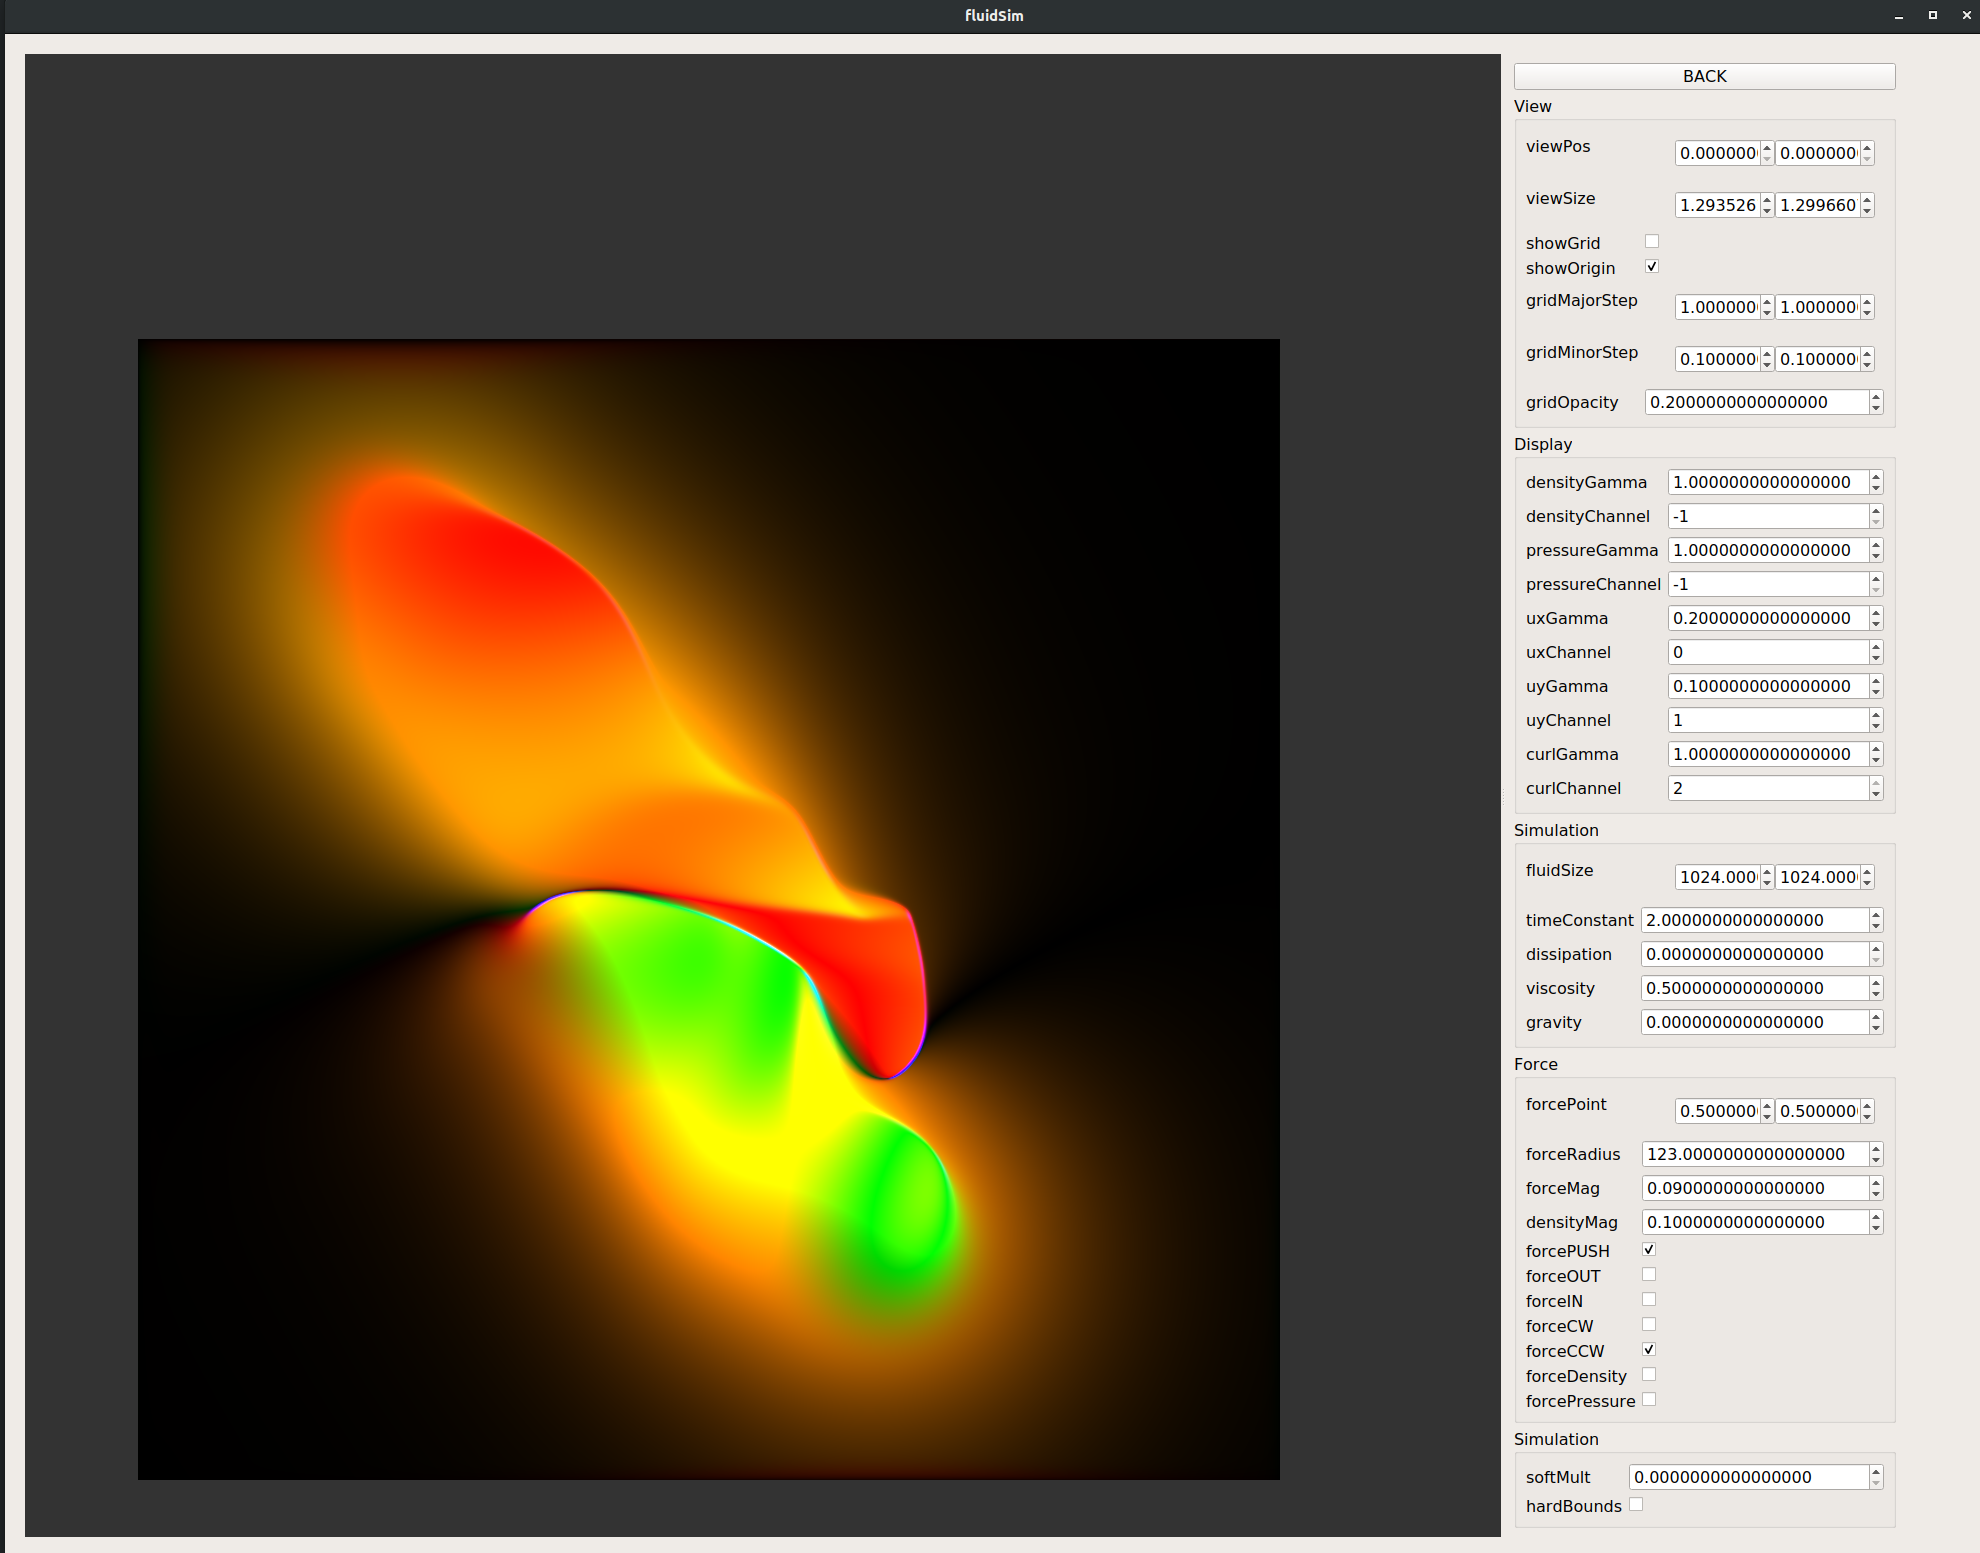 fluidSim
BACK
View
viewPos 0.000000 0.000000
viewSize 1.293526 1.299660
showGrid
showOrigin
gridMajorStep 1.000000 1.000000
gridMinorStep 0.100000 0.100000
gridOpacity 0.2000000000000000
Display
densityGamma 1.0000000000000000
densityChannel -1
pressureGamma 1.0000000000000000
pressureChannel -1
uxGamma 0.2000000000000000
uxChannel 0
uyGamma 0.1000000000000000
uyChannel 1
curlGamma 1.0000000000000000
curlChannel 2
Simulation
fluidSize 1024.000 1024.000
timeConstant 2.0000000000000000
dissipation 0.0000000000000000
viscosity 0.5000000000000000
gravity 0.0000000000000000
Force
forcePoint 0.500000 0.500000
forceRadius 123.0000000000000000
forceMag 0.0900000000000000
densityMag 0.1000000000000000
forcePUSH
forceOUT
forceIN
forceCW
forceCCW
forceDensity
forcePressure
Simulation
softMult 0.0000000000000000
hardBounds